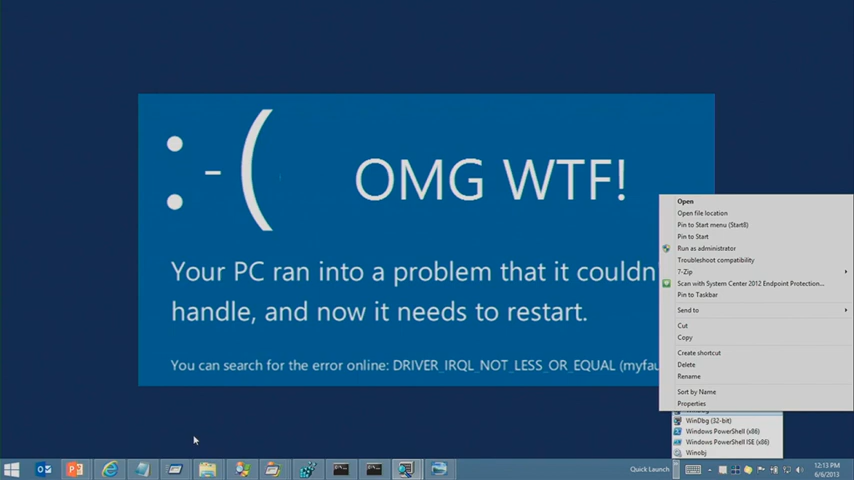 :-(
OMG WTF!
Your PC ran into a problem that it couldn
handle, and now it needs to restart.
You can search for the error online: DRIVER_IRQL_NOT_LESS_OR_EQUAL (myfau
Open
Open file location
Pin to Start menu (Start8)
Pin to Start
Run as administrator
Troubleshoot compatibility
7-Zip
Scan with System Center 2012 Endpoint Protection...
Pin to Taskbar
Send to
Cut
Copy
Create shortcut
Delete
Rename
Sort by Name
Properties
WinDbg (32-bit)
Windows PowerShell (x86)
Windows PowerShell ISE (x86)
Winobj
Quick Launch
12:13 PM
6/6/2013